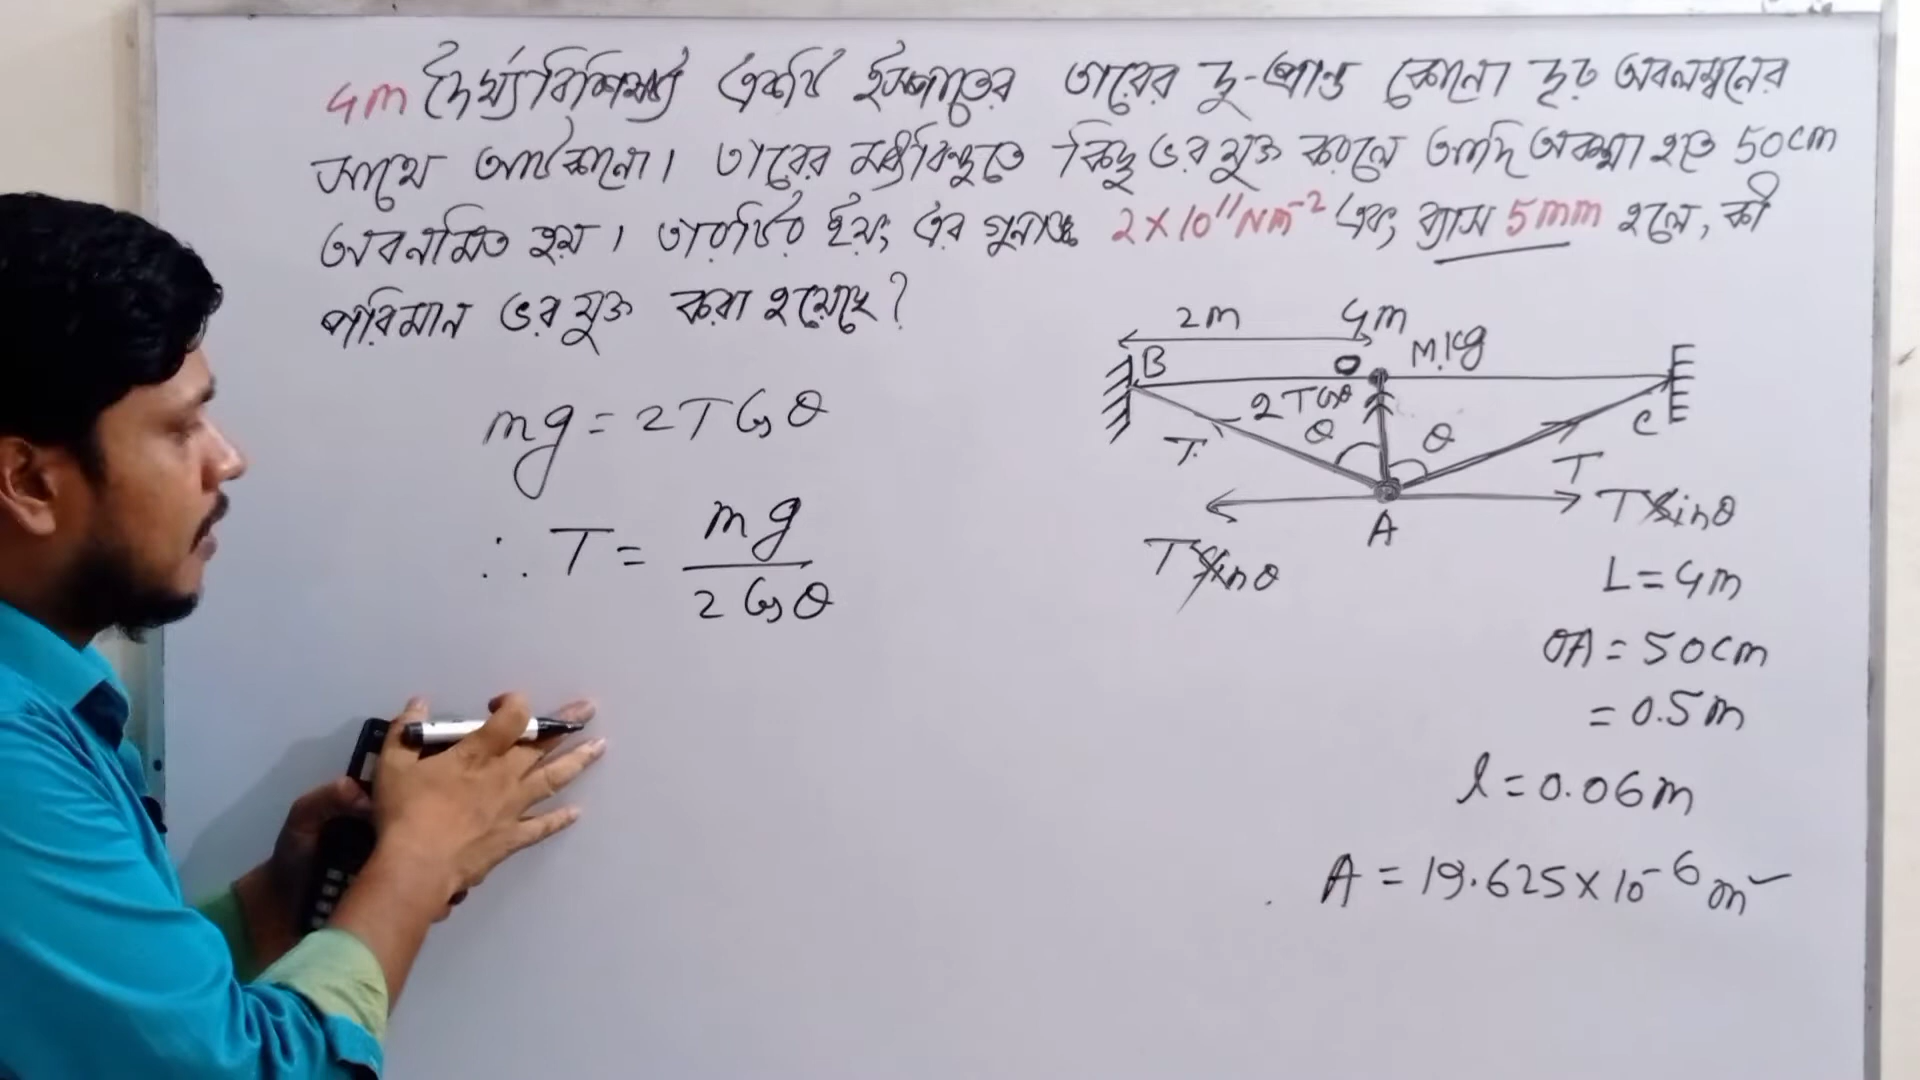 4m দৈর্ঘ্যবিশিষ্ট একটি ইস্পাতের তারের দু-প্রান্ত কোনো দৃঢ় অবলম্বনের
সাথে আটকানো। তারের মধ্যবিন্দুতে কিছু ভর যুক্ত করলে আদি অবস্থা হতে 50cm
অবনমিত হয়। তারটির ইয়ং এর গুনাঙ্ক 2×10¹¹Nm⁻² এবং ব্যাস 5mm হলে, কী
পরিমান ভর যুক্ত করা হয়েছে?
2m 4m
B O M.kg
2TCosθ
θ θ C
T T
A
Tsinθ Tsinθ
mg = 2TCosθ
∴ T = mg / 2Cosθ
L = 4m
OA = 50cm
= 0.5m
l = 0.06m
A = 19.625×10⁻⁶m²